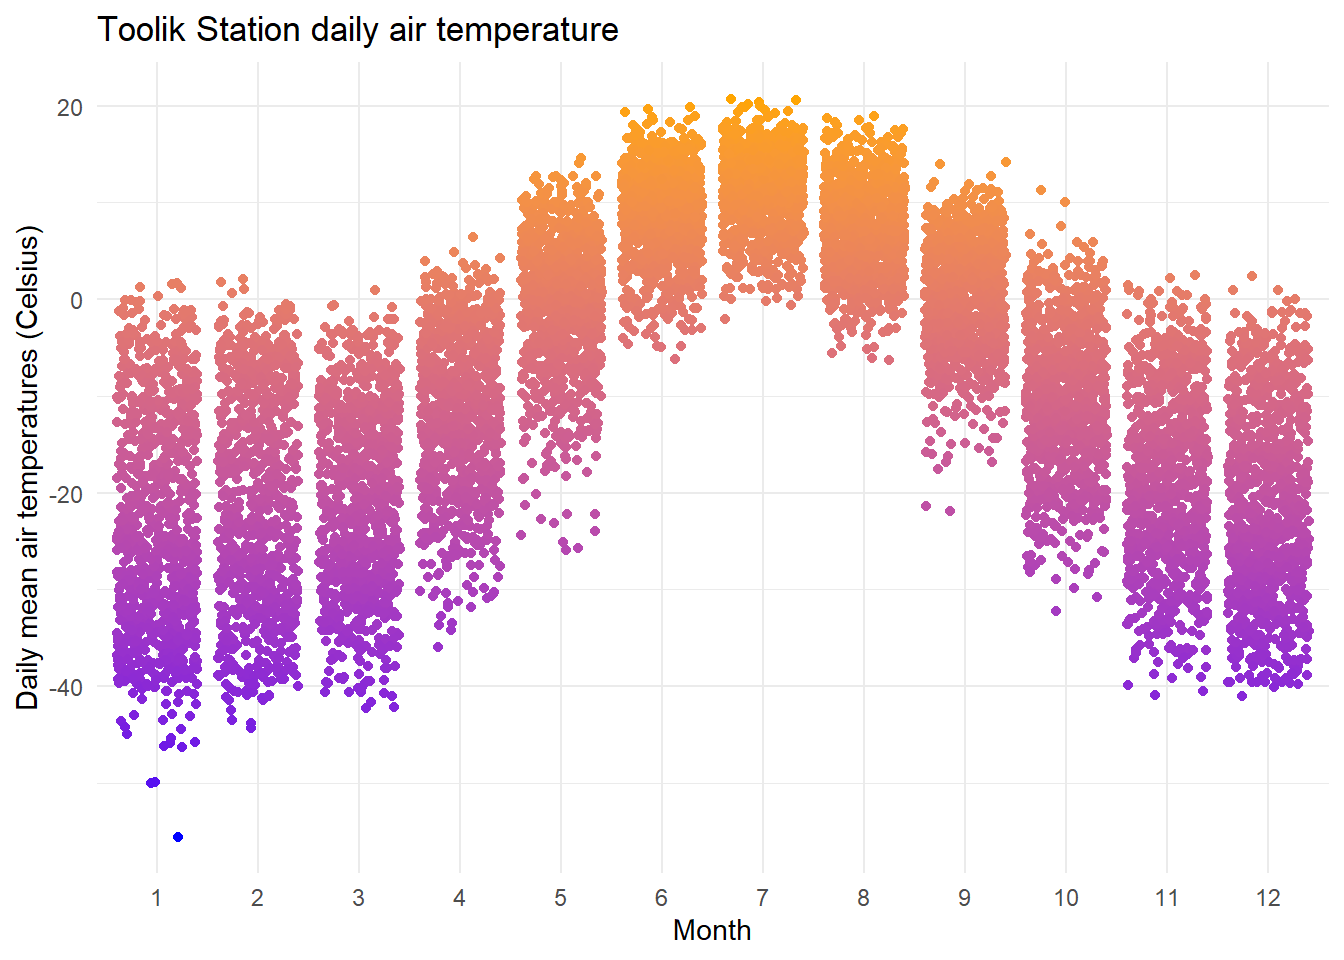 Toolik Station daily air temperature
Daily mean air temperatures (Celsius)
20
0
-20
-40
1 2 3 4 5 6 7 8 9 10 11 12
Month